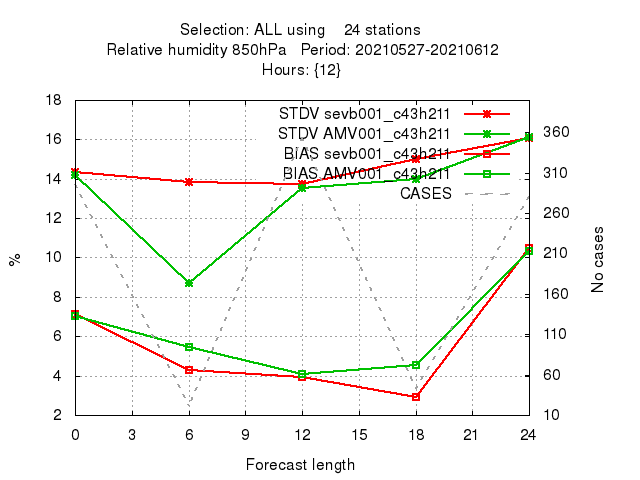 Selection: ALL using 24 stations
Relative humidity 850hPa Period: 20210527-20210612
Hours: {12}
STDV sevb001_c43h211
STDV AMV001_c43h211
BIAS sevb001_c43h211
BIAS AMV001_c43h211
CASES
18
16
14
12
10
8
6
4
2
%
360
310
260
210
160
110
60
10
No cases
0 3 6 9 12 15 18 21 24
Forecast length